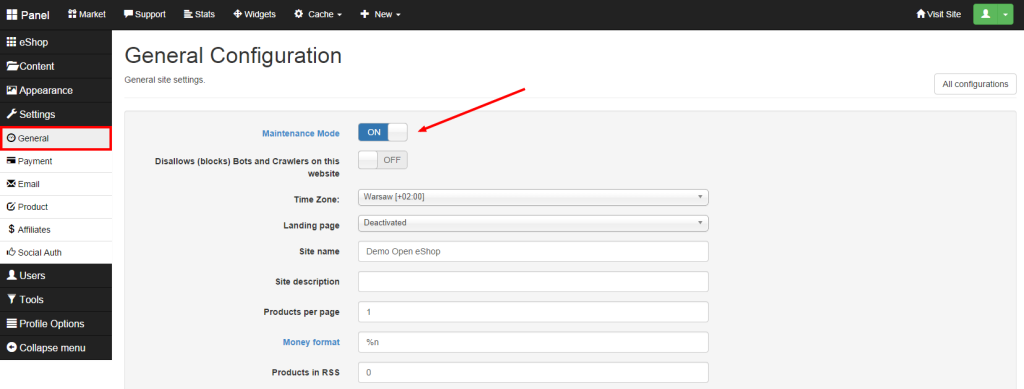 Panel
Market
Support
Stats
Widgets
Cache
New
Visit Site
eShop
Content
Appearance
Settings
General
Payment
Email
Product
Affiliates
Social Auth
Users
Tools
Profile Options
Collapse menu
General Configuration
General site settings.
All configurations
Maintenance Mode
ON
Disallows (blocks) Bots and Crawlers on this
website
OFF
Time Zone:
Warsaw [+02:00]
Landing page
Deactivated
Site name
Demo Open eShop
Site description
Products per page
1
Money format
%n
Products in RSS
0